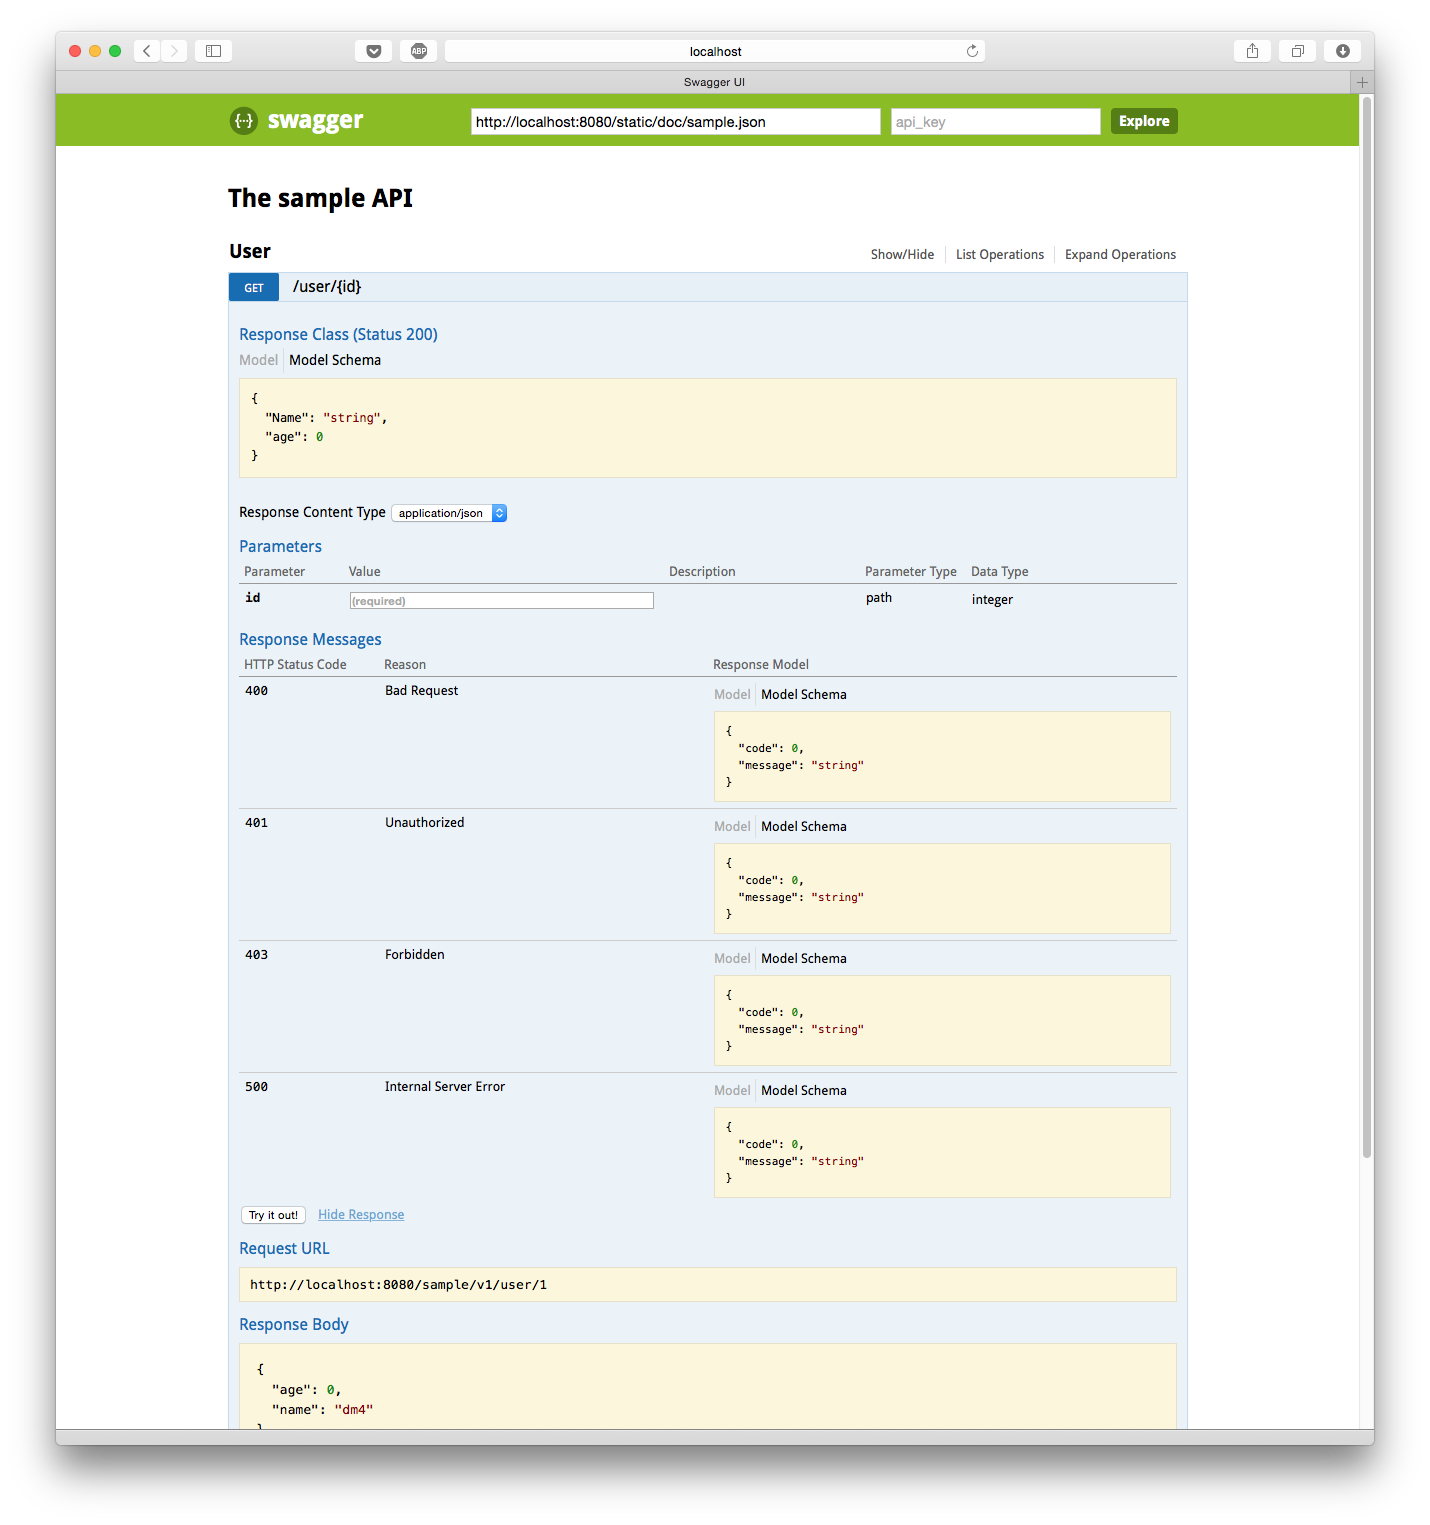 ABP
localhost
Swagger UI
{···} swagger
http://localhost:8080/static/doc/sample.json
api_key
Explore
The sample API
User
Show/Hide
List Operations
Expand Operations
GET
/user/{id}
Response Class (Status 200)
Model
Model Schema
{
"Name": "string",
"age": 0
}
Response Content Type
application/json
Parameters
Parameter Value Description Parameter Type Data Type
id (required) path integer
Response Messages
HTTP Status Code Reason Response Model
400 Bad Request Model Model Schema
{
"code": 0,
"message": "string"
}
401 Unauthorized Model Model Schema
{
"code": 0,
"message": "string"
}
403 Forbidden Model Model Schema
{
"code": 0,
"message": "string"
}
500 Internal Server Error Model Model Schema
{
"code": 0,
"message": "string"
}
Try it out!
Hide Response
Request URL
http://localhost:8080/sample/v1/user/1
Response Body
{
"age": 0,
"name": "dm4"
}